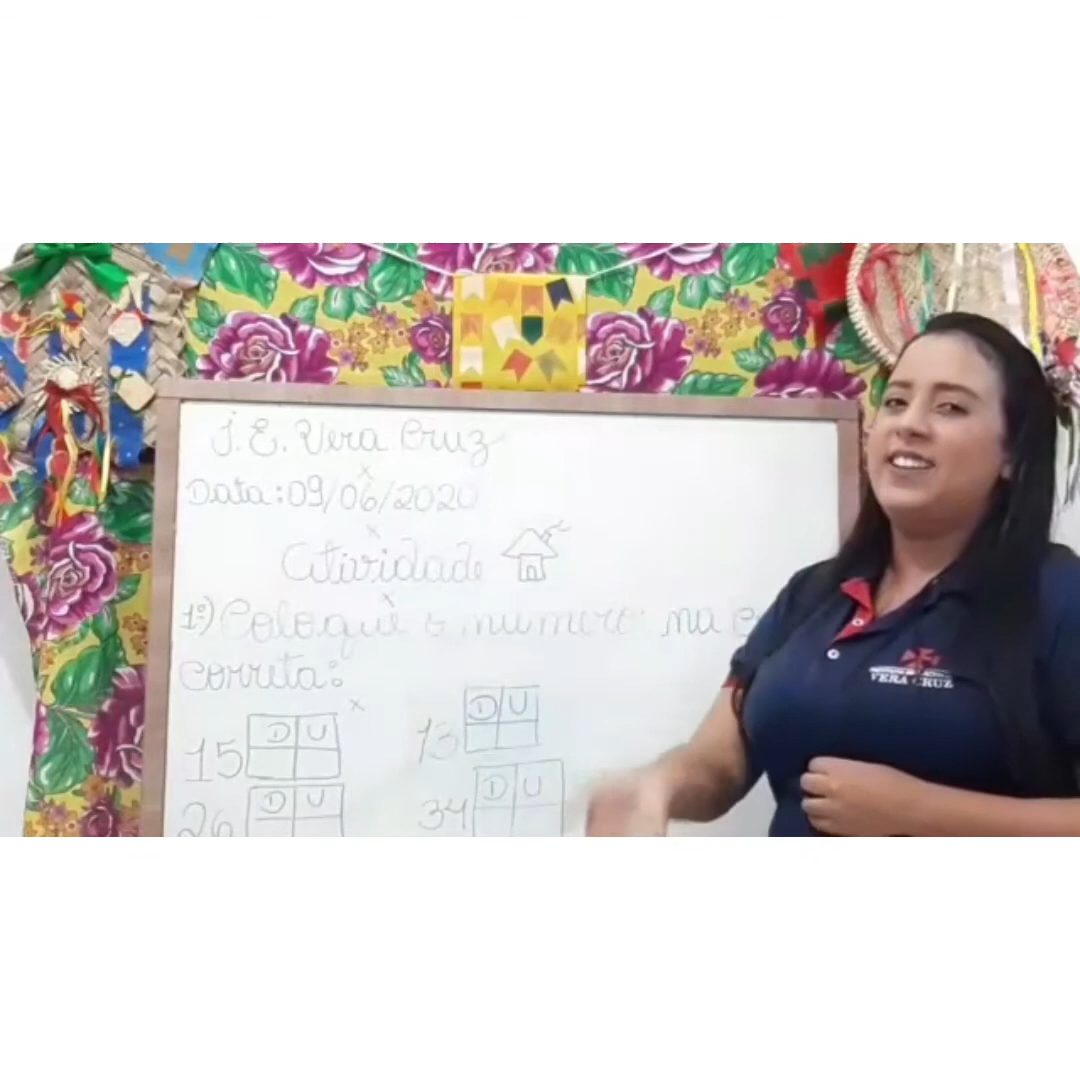 I. E. Vera Cruz
Data: 09/06/2020
Atividade
1º) Coloque o número na
correta:
15 D U
13 D U
26 D U
34 D U
VERA CRUZ